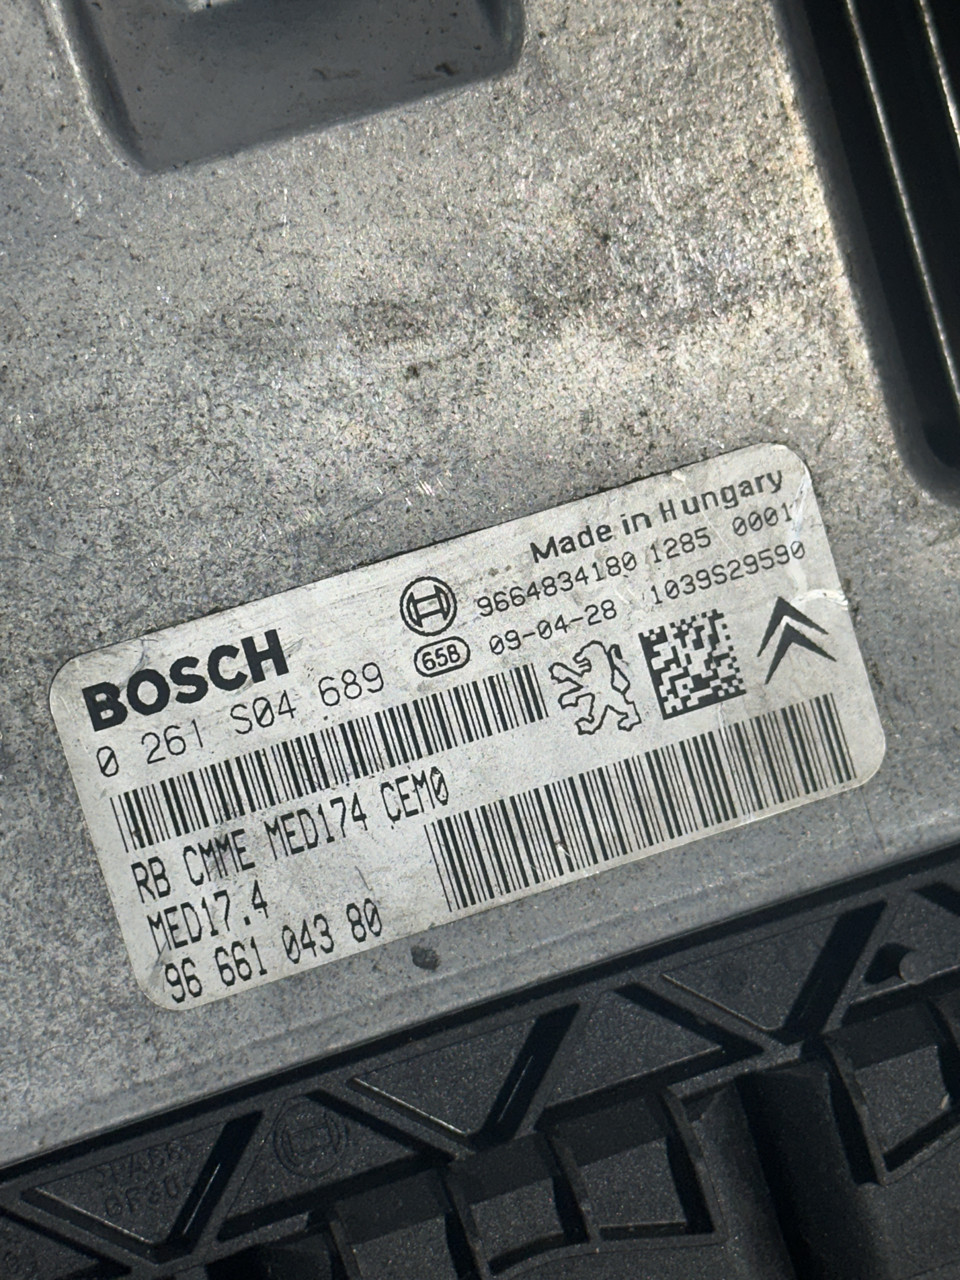 Made in Hungary
9664834180 1285 0001
65B 09-04-28 1039S29590
BOSCH
0 261 S04 689
RB CMME MED174 CEM0
MED17.4
96 661 043 80